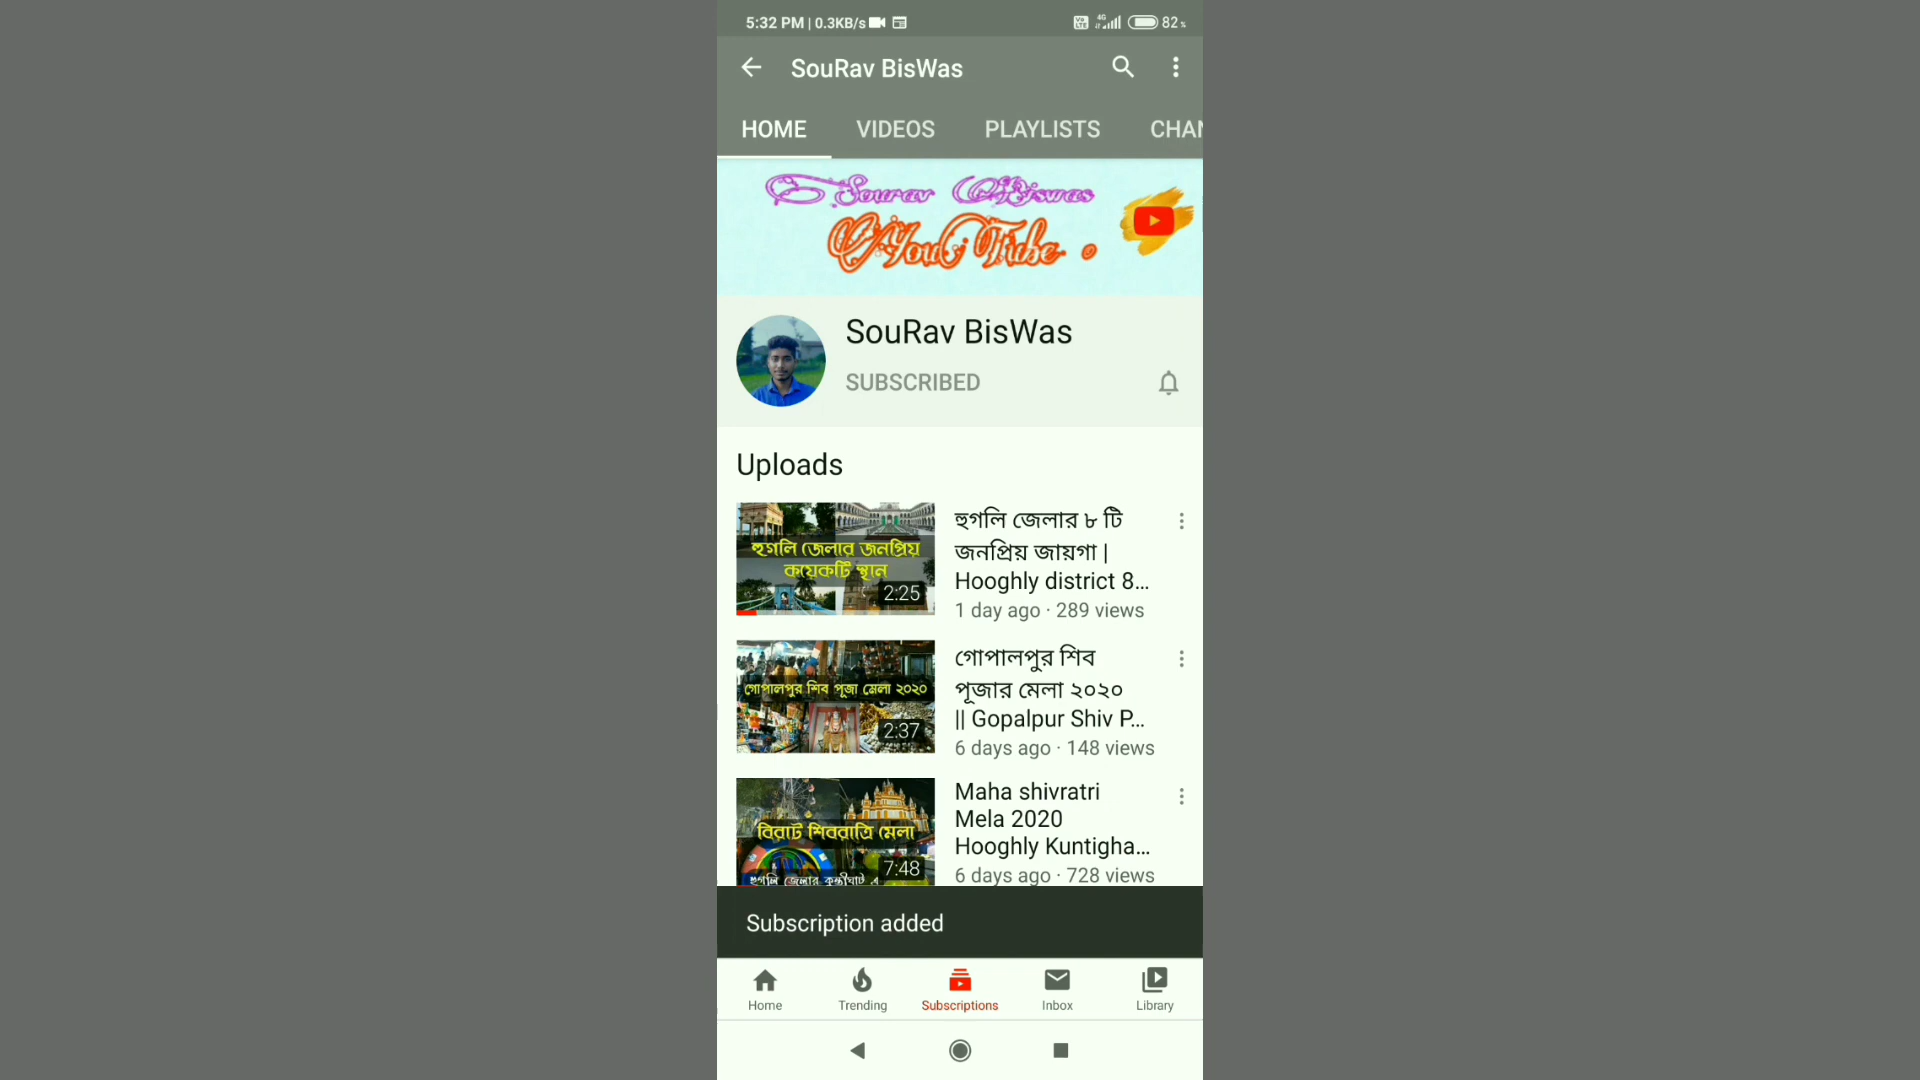 5:32 PM | 0.3KB/s
4G
82%
SouRav BisWas
HOME VIDEOS PLAYLISTS CHAN
Sourav Biswas
YouTube
SouRav BisWas
SUBSCRIBED
Uploads
হুগলি জেলার জনপ্রিয়
কয়েকটি স্থান
2:25
হুগলি জেলার ৮ টি
জনপ্রিয় জায়গা |
Hooghly district 8...
1 day ago · 289 views
গোপালপুর শিব পূজা মেলা ২০২০
2:37
গোপালপুর শিব
পূজার মেলা ২০২০
|| Gopalpur Shiv P...
6 days ago · 148 views
বিরাট শিবরাত্রি মেলা
হুগলি জেলার কুন্তীঘাট এ
7:48
Maha shivratri
Mela 2020
Hooghly Kuntigha...
6 days ago · 728 views
Subscription added
Home Trending Subscriptions Inbox Library